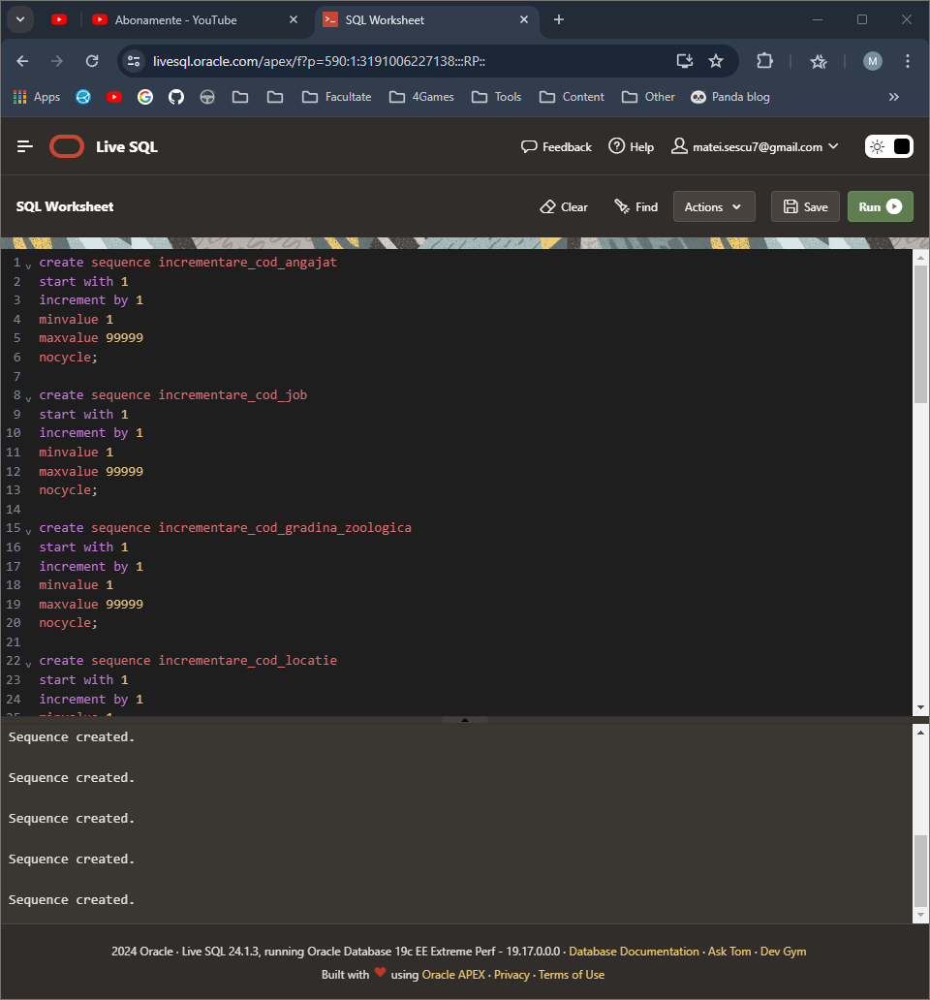 Abonamente - YouTube
SQL Worksheet
livesql.oracle.com/apex/f?p=590:1:3191006227138:::RP::
M
Apps
Facultate
4Games
Tools
Content
Other
Panda blog
Live SQL
Feedback
Help
matei.sescu7@gmail.com
SQL Worksheet
Clear
Find
Actions
Save
Run
1 create sequence incrementare_cod_angajat
2 start with 1
3 increment by 1
4 minvalue 1
5 maxvalue 99999
6 nocycle;
7
8 create sequence incrementare_cod_job
9 start with 1
10 increment by 1
11 minvalue 1
12 maxvalue 99999
13 nocycle;
14
15 create sequence incrementare_cod_gradina_zoologica
16 start with 1
17 increment by 1
18 minvalue 1
19 maxvalue 99999
20 nocycle;
21
22 create sequence incrementare_cod_locatie
23 start with 1
24 increment by 1
25 minvalue 1
Sequence created.
Sequence created.
Sequence created.
Sequence created.
Sequence created.
2024 Oracle · Live SQL 24.1.3, running Oracle Database 19c EE Extreme Perf - 19.17.0.0.0 · Database Documentation · Ask Tom · Dev Gym
Built with ❤ using Oracle APEX · Privacy · Terms of Use